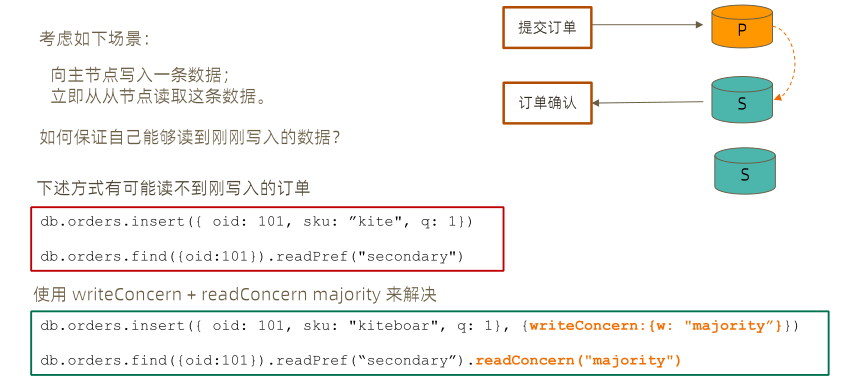 考虑如下场景：
向主节点写入一条数据；
立即从从节点读取这条数据。
如何保证自己能够读到刚刚写入的数据？
提交订单
P
订单确认
S
S
下述方式有可能读不到刚写入的订单
db.orders.insert({ oid: 101, sku: ”kite", q: 1})
db.orders.find({oid:101}).readPref("secondary")
使用 writeConcern + readConcern majority 来解决
db.orders.insert({ oid: 101, sku: "kiteboar", q: 1}, {writeConcern:{w: "majority”}})
db.orders.find({oid:101}).readPref(“secondary”).readConcern("majority")